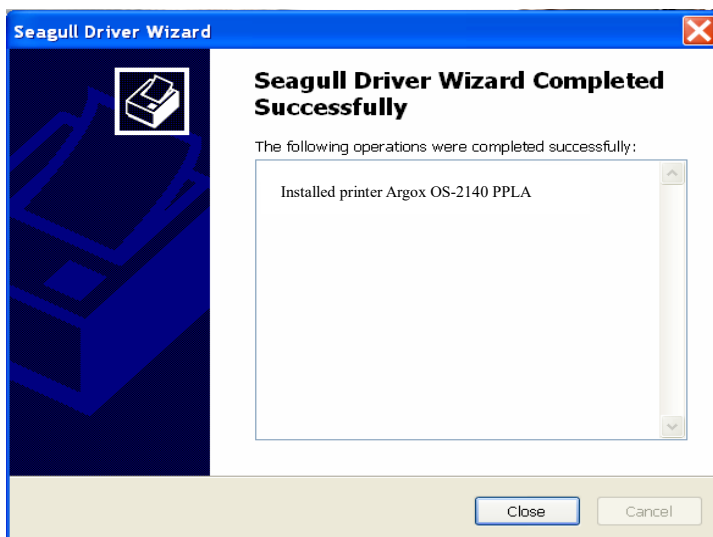 Seagull Driver Wizard
Seagull Driver Wizard Completed
Successfully
The following operations were completed successfully:
Installed printer Argox OS-2140 PPLA
Close
Cancel